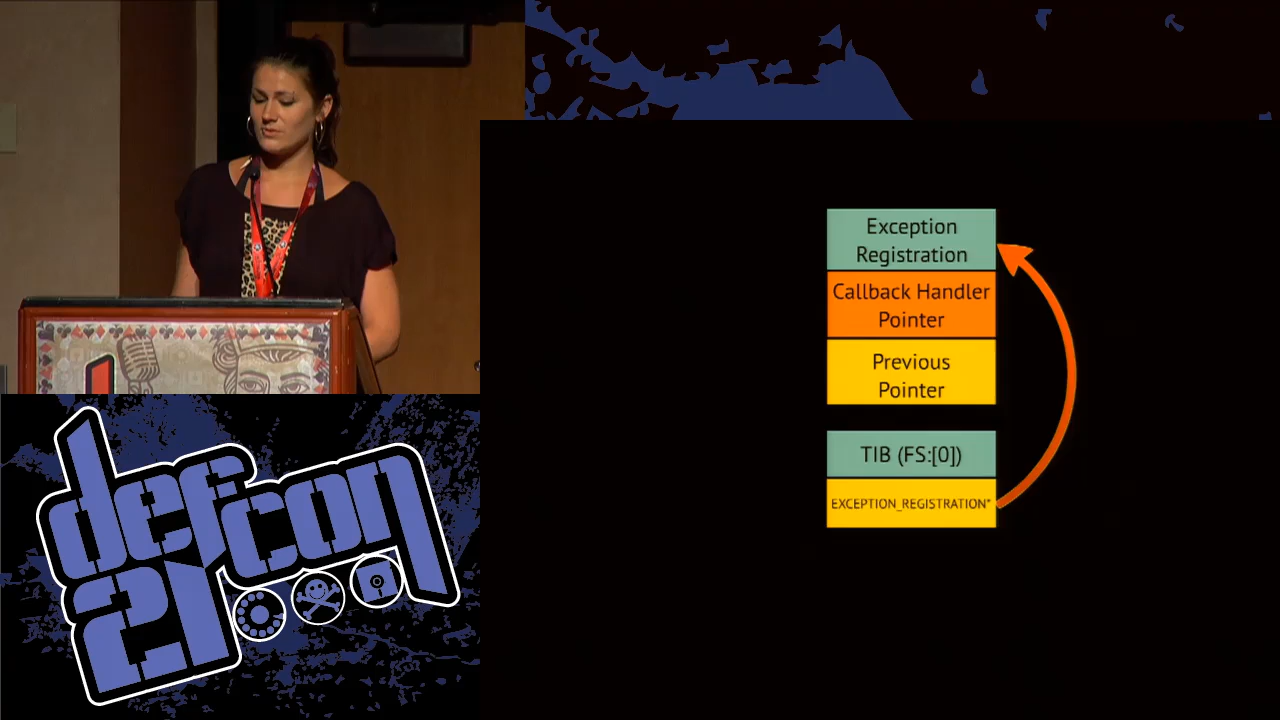 Exception
Registration
Callback Handler
Pointer
Previous
Pointer
TIB (FS:[0])
EXCEPTION_REGISTRATION*
defcon
21